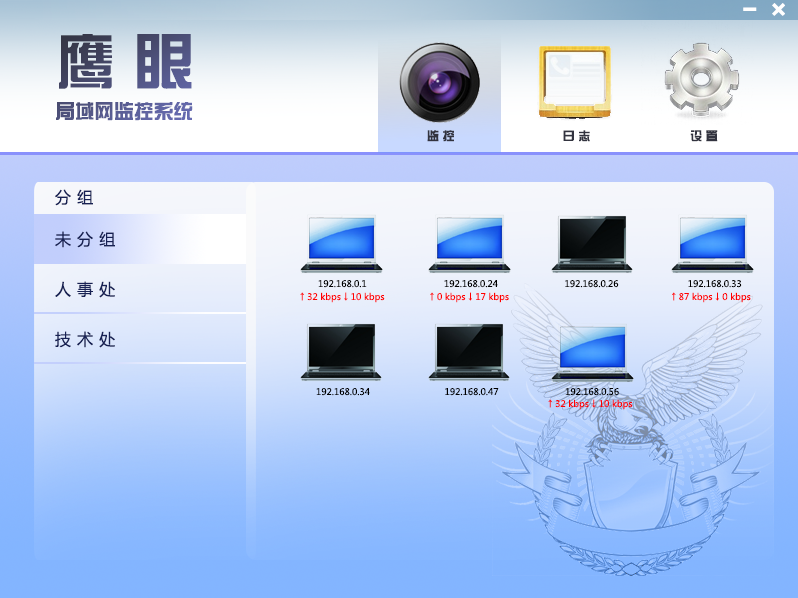 鹰眼
局域网监控系统
监控
日志
设置
分组
未分组
人事处
技术处
192.168.0.1
↑32 kbps↓10 kbps
192.168.0.24
↑0 kbps↓17 kbps
192.168.0.26
192.168.0.33
↑87 kbps↓0 kbps
192.168.0.34
192.168.0.47
192.168.0.56
↑32 kbps↓10 kbps